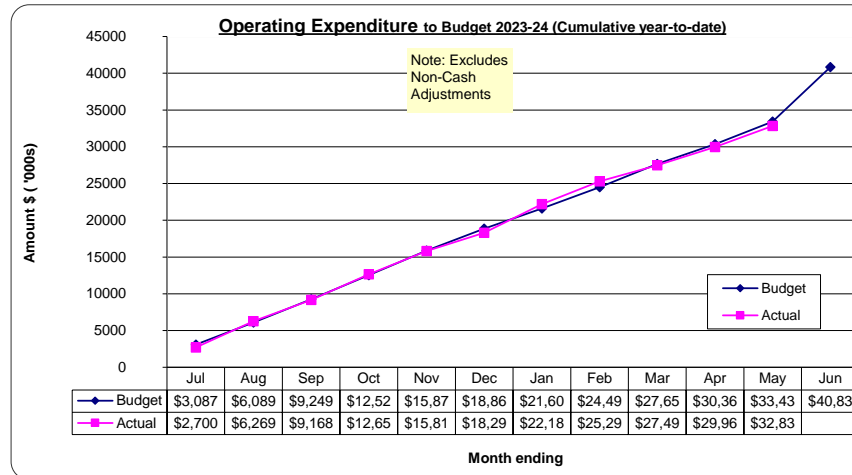 Operating Expenditure to Budget 2023-24 (Cumulative year-to-date)
45000
40000
35000
30000
25000
20000
15000
10000
5000
0
Amount $ ( '000s)
Note: Excludes
Non-Cash
Adjustments
Budget
Actual
Jul Aug Sep Oct Nov Dec Jan Feb Mar Apr May Jun
Budget $3,087 $6,089 $9,249 $12,52 $15,87 $18,86 $21,60 $24,49 $27,65 $30,36 $33,43 $40,83
Actual $2,700 $6,269 $9,168 $12,65 $15,81 $18,29 $22,18 $25,29 $27,49 $29,96 $32,83
Month ending